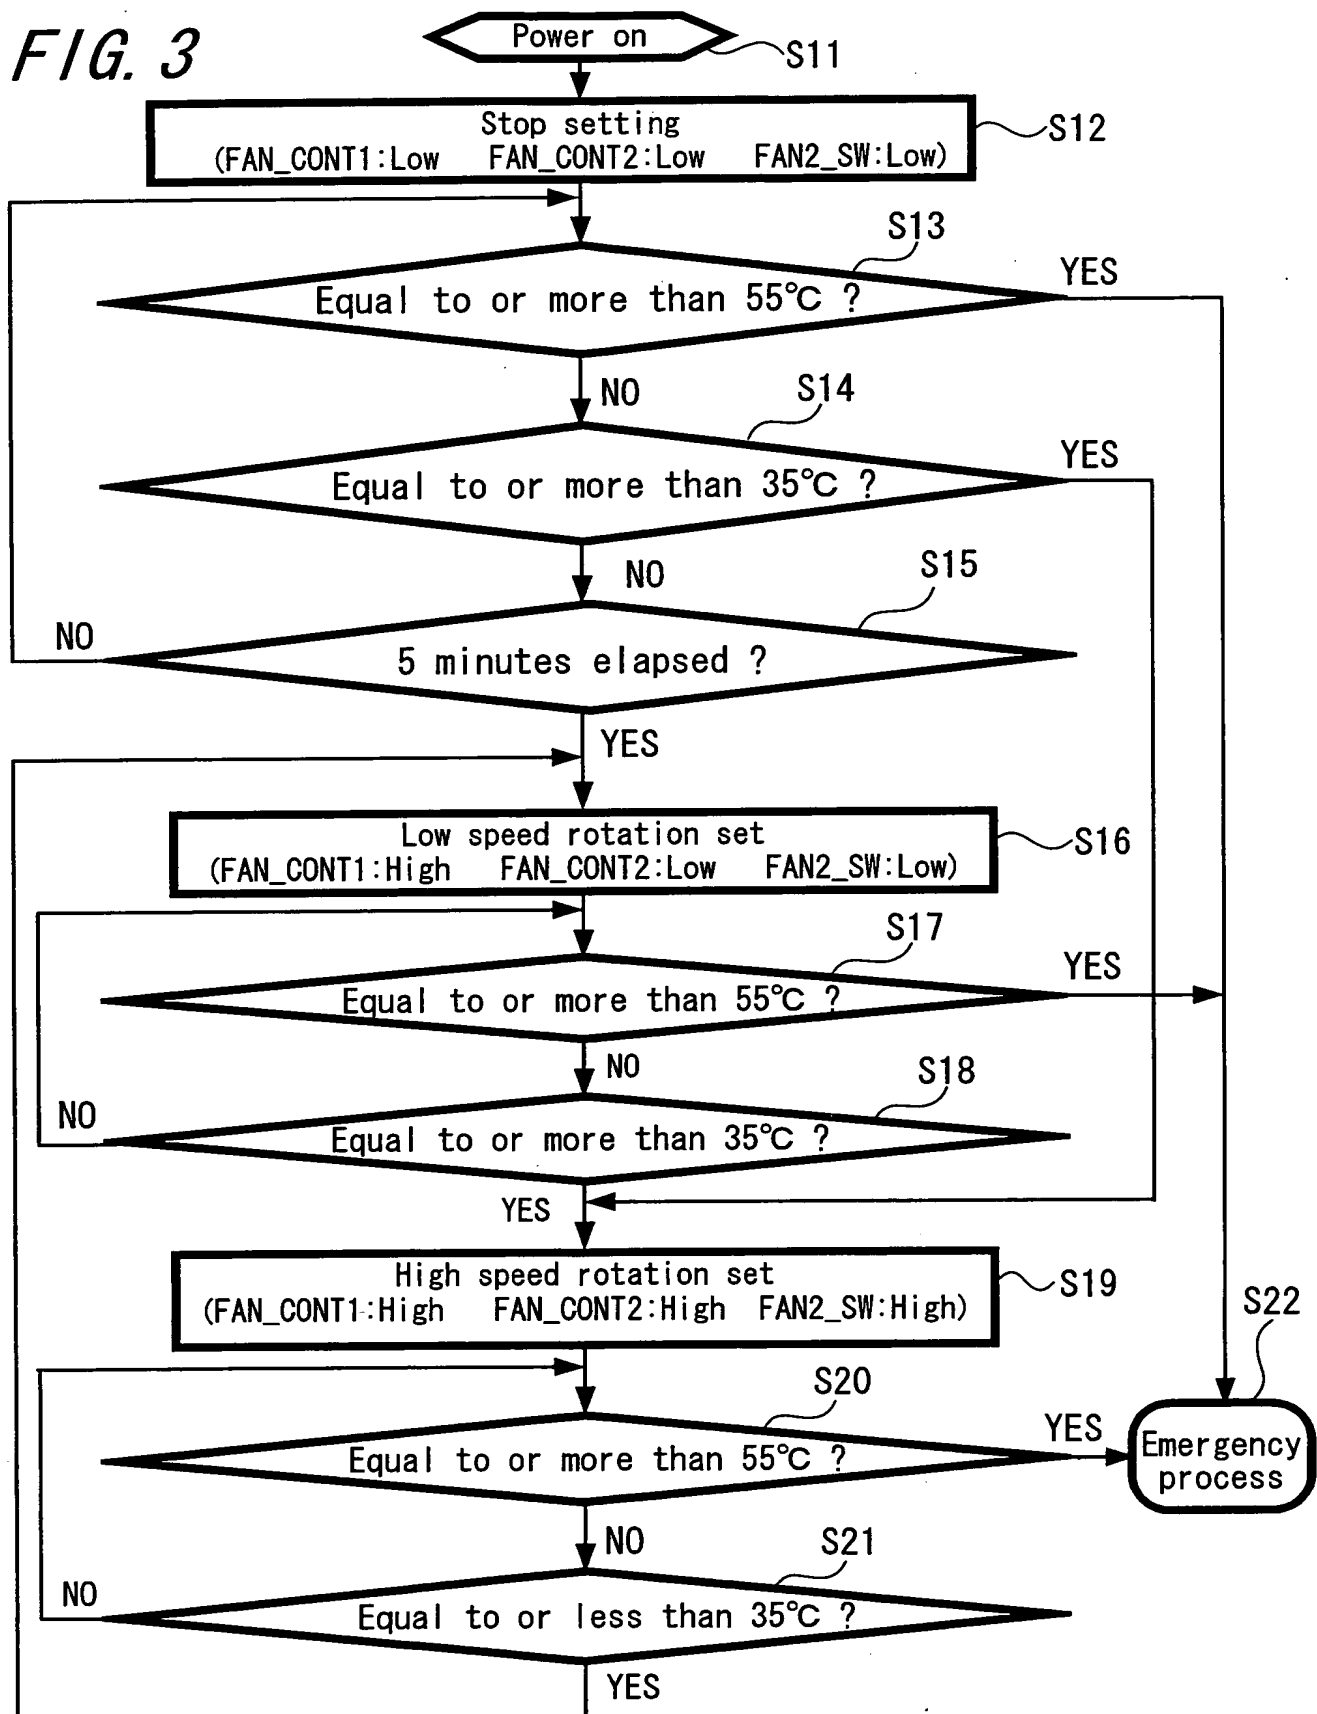 FIG. 3
Power on
S11
Stop setting
(FAN_CONT1:Low FAN_CONT2:Low FAN2_SW:Low)
S12
S13
Equal to or more than 55℃ ?
YES
NO
S14
Equal to or more than 35℃ ?
YES
NO
S15
5 minutes elapsed ?
NO
YES
Low speed rotation set
(FAN_CONT1:High FAN_CONT2:Low FAN2_SW:Low)
S16
S17
Equal to or more than 55℃ ?
YES
NO
S18
Equal to or more than 35℃ ?
NO
YES
High speed rotation set
(FAN_CONT1:High FAN_CONT2:High FAN2_SW:High)
S19
S20
Equal to or more than 55℃ ?
YES
S22
Emergency
process
NO
S21
Equal to or less than 35℃ ?
NO
YES